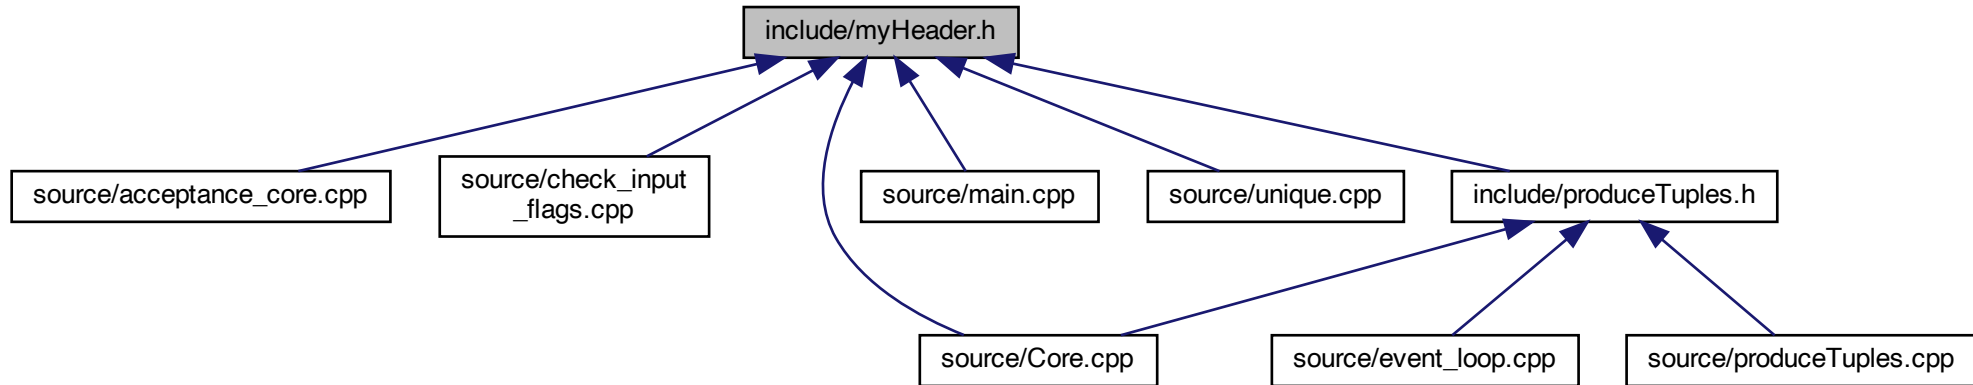 include/myHeader.h
source/acceptance_core.cpp
source/check_input
_flags.cpp
source/main.cpp
source/unique.cpp
include/produceTuples.h
source/Core.cpp
source/event_loop.cpp
source/produceTuples.cpp